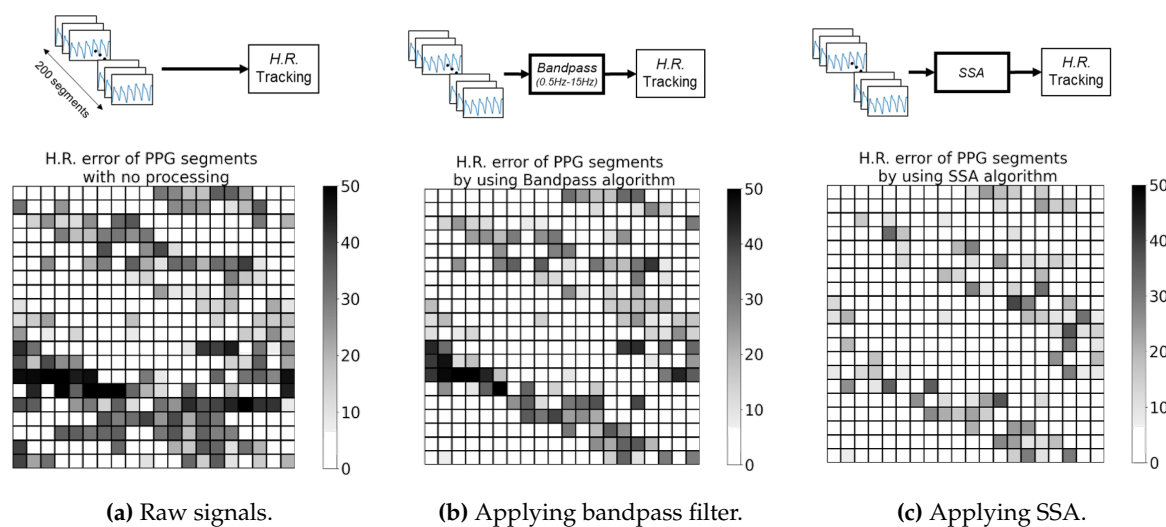 200 segments
H.R.
Tracking
H.R. error of PPG segments
with no processing
50
40
30
20
10
0
(a) Raw signals.
Bandpass
(0.5Hz-15Hz)
H.R.
Tracking
H.R. error of PPG segments
by using Bandpass algorithm
50
40
30
20
10
0
(b) Applying bandpass filter.
SSA
H.R.
Tracking
H.R. error of PPG segments
by using SSA algorithm
50
40
30
20
10
0
(c) Applying SSA.